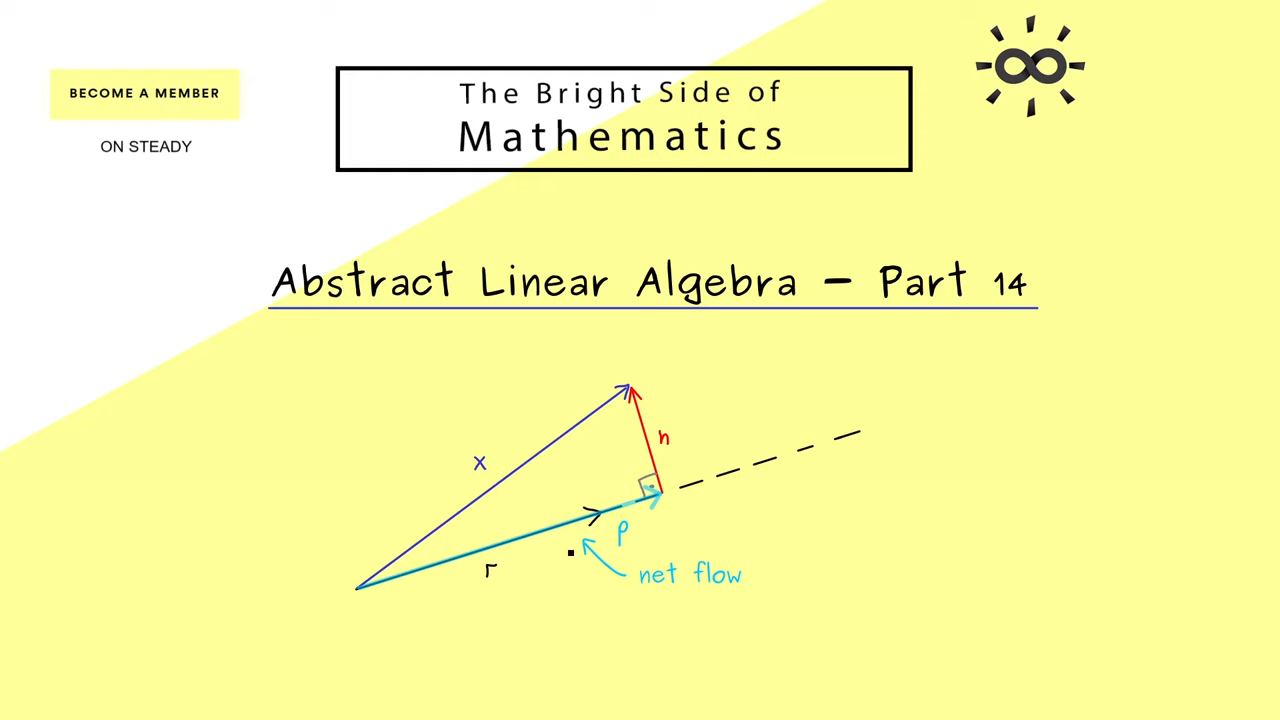 BECOME A MEMBER
ON STEADY
The Bright Side of
Mathematics
Abstract Linear Algebra – Part 14
x
n
p
r
net flow